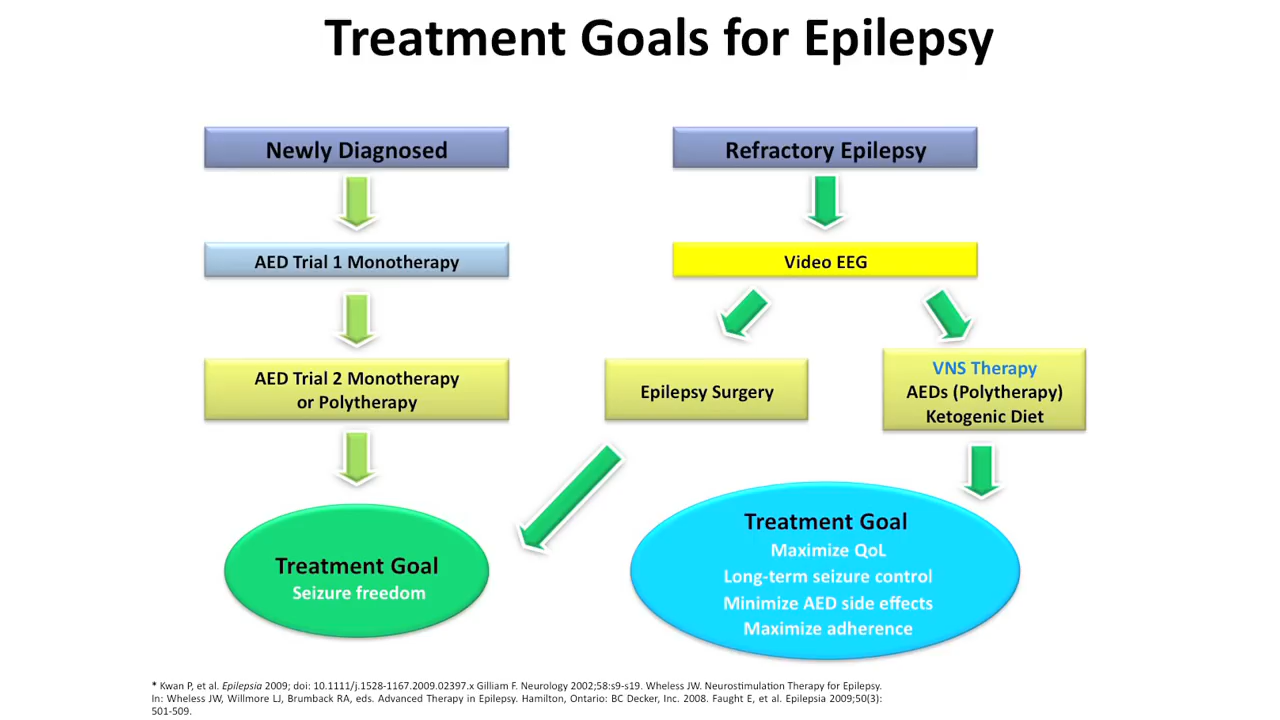 Treatment Goals for Epilepsy
Newly Diagnosed
AED Trial 1 Monotherapy
AED Trial 2 Monotherapy
or Polytherapy
Treatment Goal
Seizure freedom
Refractory Epilepsy
Video EEG
Epilepsy Surgery
VNS Therapy
AEDs (Polytherapy)
Ketogenic Diet
Treatment Goal
Maximize QoL
Long-term seizure control
Minimize AED side effects
Maximize adherence
* Kwan P, et al. Epilepsia 2009; doi: 10.1111/j.1528-1167.2009.02397.x Gilliam F. Neurology 2002;58:s9-s19. Wheless JW. Neurostimulation Therapy for Epilepsy.
In: Wheless JW, Willmore LJ, Brumback RA, eds. Advanced Therapy in Epilepsy. Hamilton, Ontario: BC Decker, Inc. 2008. Faught E, et al. Epilepsia 2009;50(3):
501-509.